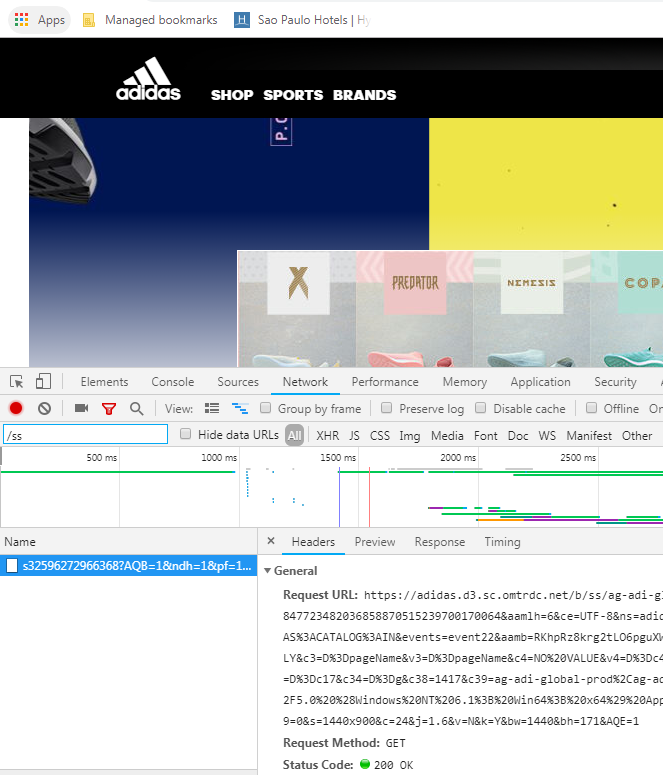 Apps Managed bookmarks Sao Paulo Hotels | Hy
adidas SHOP SPORTS BRANDS
P.O
X PREDATOR NEMESIS COPA
Elements Console Sources Network Performance Memory Application Security
View: Group by frame Preserve log Disable cache Offline On
/ss Hide data URLs All XHR JS CSS Img Media Font Doc WS Manifest Other
500 ms 1000 ms 1500 ms 2000 ms 2500 ms
Name × Headers Preview Response Timing
s32596272966368?AQB=1&ndh=1&pf=1...
General
Request URL: https://adidas.d3.sc.omtrdc.net/b/ss/ag-adi-gl
84772348203685887051523970017 0064&aamlh=6&ce=UTF-8&ns=adid
AS%3ACATALOG%3AIN&events=event22&aamb=RKhpRz8krg2tLO6pguXW
LY&c3=D%3DpageName&v3=D%3DpageName&c4=NO%20VALUE&v4=D%3Dc4
=D%3Dc17&c34=D%3Dg&c38=1417&c39=ag-adi-global-prod%2Cag-ad
2F5.0%20%28Windows%20NT%206.1%3B%20Win64%3B%20x64%29%20App
9=0&s=1440x900&c=24&j=1.6&v=N&k=Y&bw=1440&bh=171&AQE=1
Request Method: GET
Status Code: 200 OK